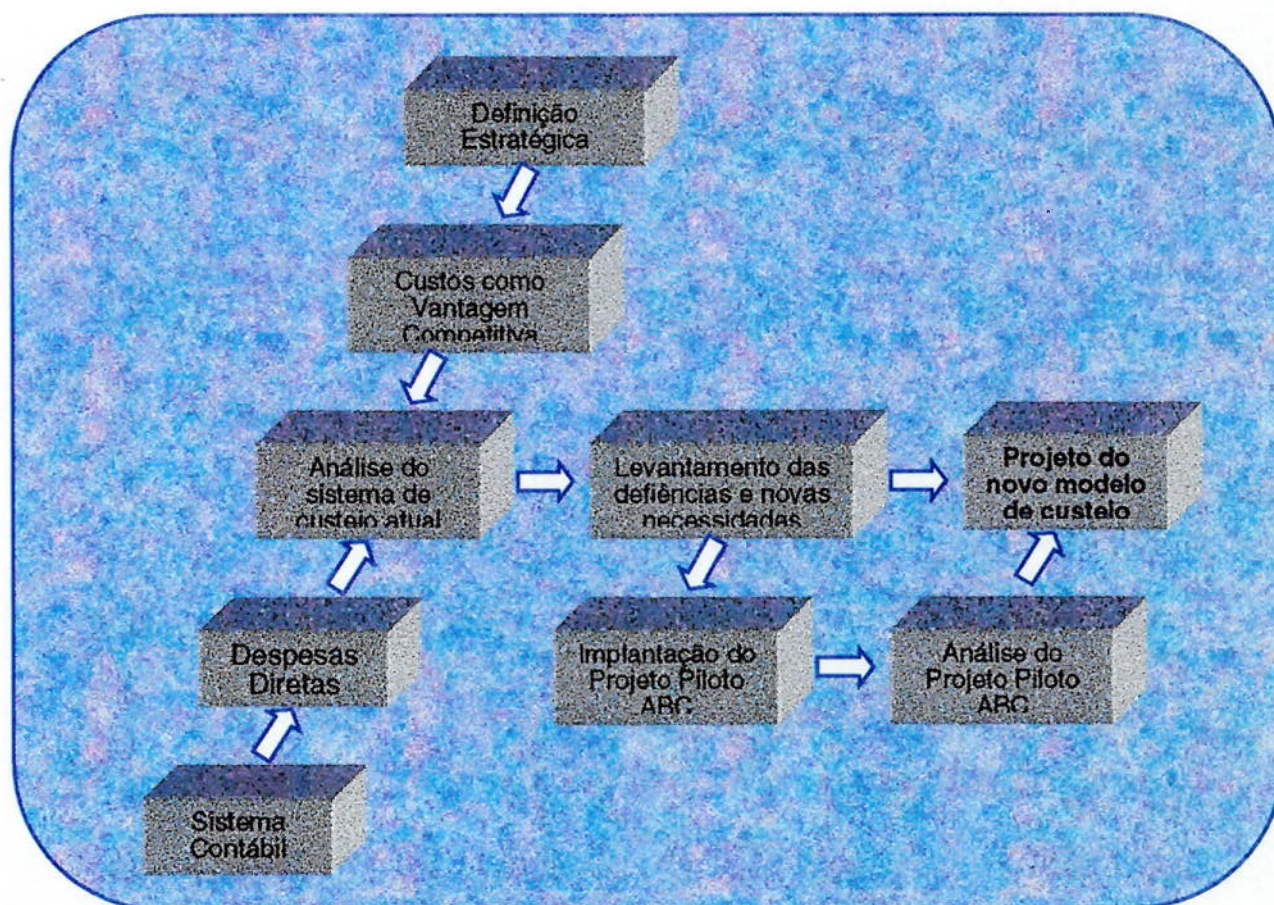 Definição
Estratégica
Custos como
Vantagem
Competitiva
Análise do
sistema de
custeio atual
Levantamento das
defiências e novas
necessidades
Projeto do
novo modelo
de custeio
Despesas
Diretas
Implantação do
Projeto Piloto
ABC
Análise do
Projeto Piloto
ABC
Sistema
Contábil